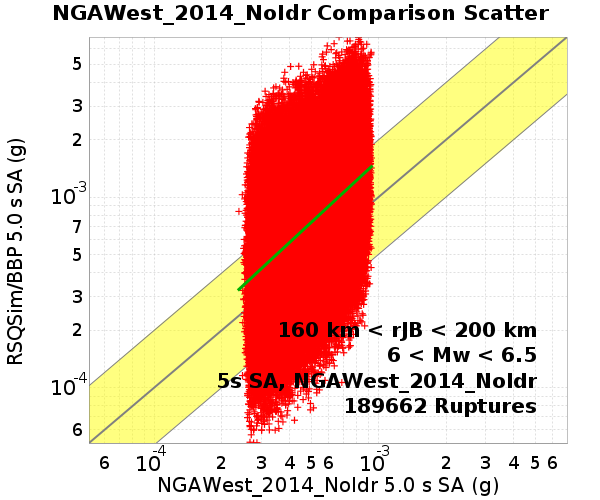 NGAWest_2014_NoIdr Comparison Scatter
RSQSim/BBP 5.0 s SA (g)
5
3
2
10⁻³
7
5
3
2
10⁻⁴
6
160 km < rJB < 200 km
6 < Mw < 6.5
5s SA, NGAWest_2014_NoIdr
189662 Ruptures
6 10⁻⁴ 2 3 4 5 6 10⁻³ 2 3 4 5 6
NGAWest_2014_NoIdr 5.0 s SA (g)